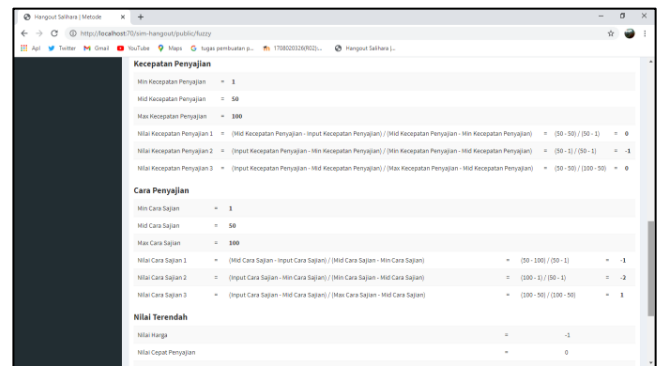 Hangout Salihara | Metode
http://localhost:70/sim-hangout/public/fuzzy
Apl Twitter Gmail YouTube Maps tugas pembuatan p... Hangout Salihara |...
Kecepatan Penyajian
Min Kecepatan Penyajian = 1
Mid Kecepatan Penyajian = 50
Max Kecepatan Penyajian = 100
Nilai Kecepatan Penyajian 1 = (Mid Kecepatan Penyajian - Input Kecepatan Penyajian) / (Mid Kecepatan Penyajian - Min Kecepatan Penyajian) = (50 - 50) / (50 - 1) = 0
Nilai Kecepatan Penyajian 2 = (Input Kecepatan Penyajian - Min Kecepatan Penyajian) / (Min Kecepatan Penyajian - Mid Kecepatan Penyajian) = (50 - 1) / (50 - 1) = -1
Nilai Kecepatan Penyajian 3 = (Input Kecepatan Penyajian - Mid Kecepatan Penyajian) / (Max Kecepatan Penyajian - Mid Kecepatan Penyajian) = (50 - 50) / (100 - 50) = 0
Cara Penyajian
Min Cara Sajian = 1
Mid Cara Sajian = 50
Max Cara Sajian = 100
Nilai Cara Sajian 1 = (Mid Cara Sajian - Input Cara Sajian) / (Mid Cara Sajian - Min Cara Sajian) = (50 - 100) / (50 - 1) = -1
Nilai Cara Sajian 2 = (Input Cara Sajian - Min Cara Sajian) / (Min Cara Sajian - Mid Cara Sajian) = (100 - 1) / (50 - 1) = -2
Nilai Cara Sajian 3 = (Input Cara Sajian - Mid Cara Sajian) / (Max Cara Sajian - Mid Cara Sajian) = (100 - 50) / (100 - 50) = 1
Nilai Terendah
Nilai Harga = -1
Nilai Cepat Penyajian = 0